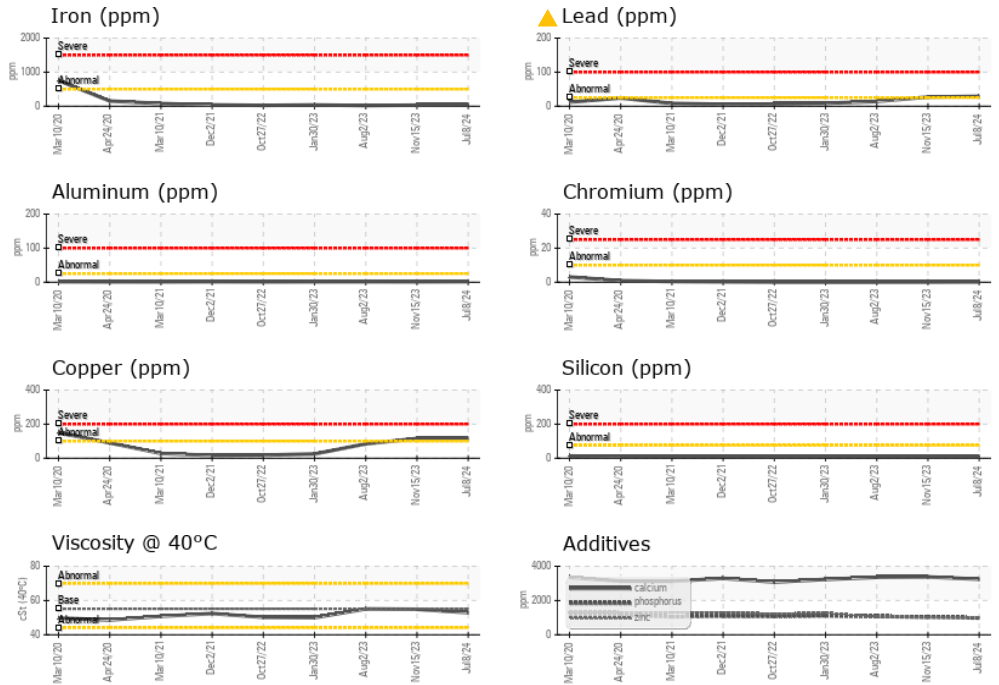 Iron (ppm)
2000
1000
0
ppm
Severe
Abnormal
Mar10/20
Apr24/20
Mar10/21
Dec2/21
Oct27/22
Jan30/23
Aug2/23
Nov15/23
Jul8/24
Lead (ppm)
200
100
0
ppm
Severe
Abnormal
Mar10/20
Apr24/20
Mar10/21
Dec2/21
Oct27/22
Jan30/23
Aug2/23
Nov15/23
Jul8/24
Aluminum (ppm)
200
100
0
ppm
Severe
Abnormal
Mar10/20
Apr24/20
Mar10/21
Dec2/21
Oct27/22
Jan30/23
Aug2/23
Nov15/23
Jul8/24
Chromium (ppm)
40
20
0
ppm
Severe
Abnormal
Mar10/20
Apr24/20
Mar10/21
Dec2/21
Oct27/22
Jan30/23
Aug2/23
Nov15/23
Jul8/24
Copper (ppm)
400
200
0
ppm
Severe
Abnormal
Mar10/20
Apr24/20
Mar10/21
Dec2/21
Oct27/22
Jan30/23
Aug2/23
Nov15/23
Jul8/24
Silicon (ppm)
400
200
0
ppm
Severe
Abnormal
Mar10/20
Apr24/20
Mar10/21
Dec2/21
Oct27/22
Jan30/23
Aug2/23
Nov15/23
Jul8/24
Viscosity @ 40°C
80
60
40
cSt (40°C)
Abnormal
Base
Abnormal
Mar10/20
Apr24/20
Mar10/21
Dec2/21
Oct27/22
Jan30/23
Aug2/23
Nov15/23
Jul8/24
Additives
4000
2000
0
ppm
calcium
phosphorus
zinc
Mar10/20
Apr24/20
Mar10/21
Dec2/21
Oct27/22
Jan30/23
Aug2/23
Nov15/23
Jul8/24